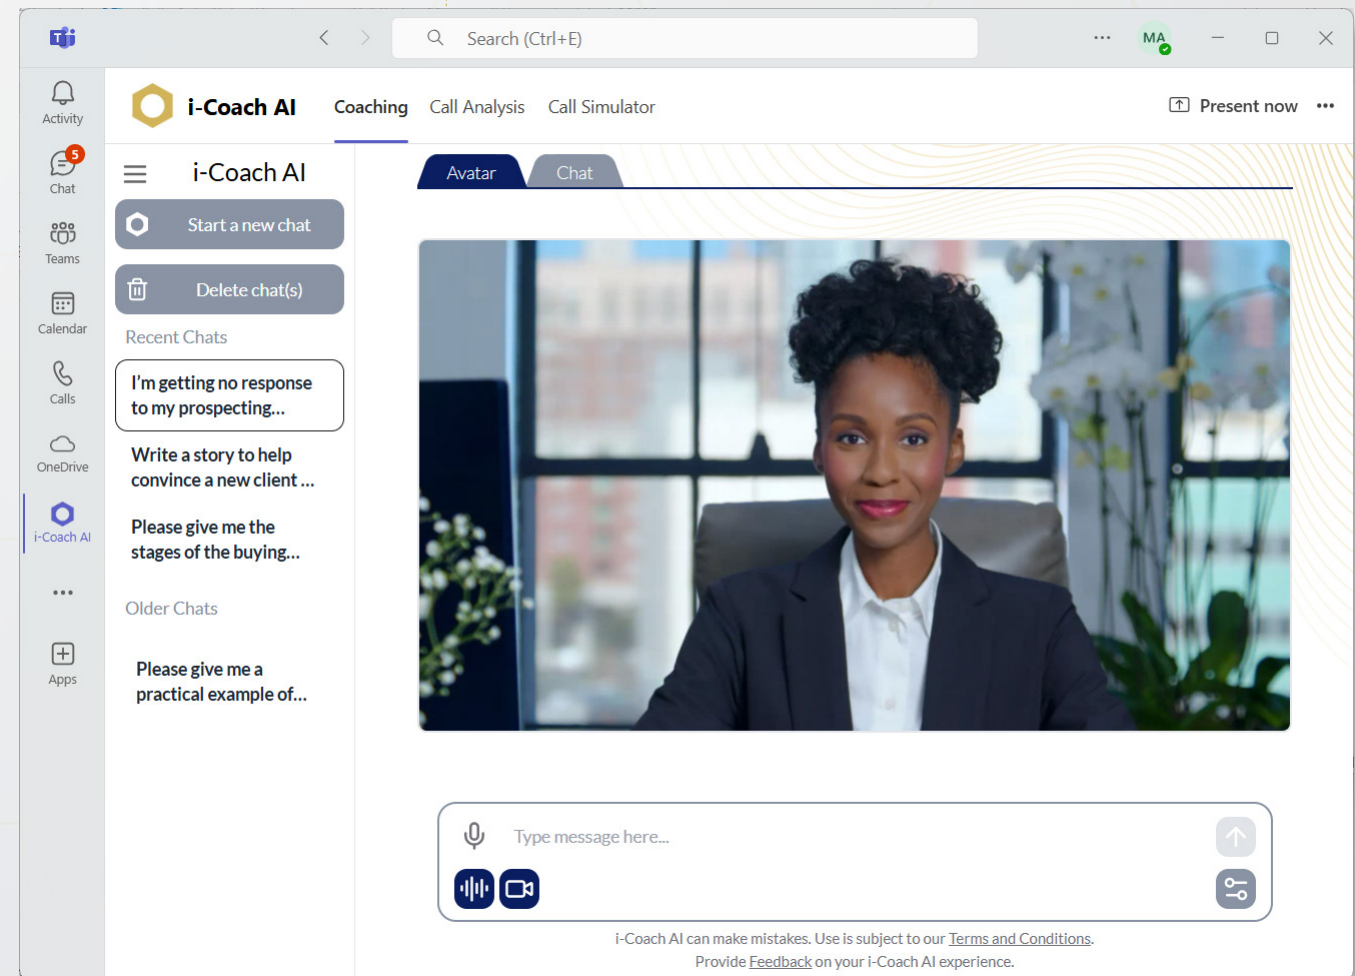 Search (Ctrl+E)
MA
Activity
5
Chat
Teams
Calendar
Calls
OneDrive
i-Coach AI
Apps
i-Coach AI
Coaching
Call Analysis
Call Simulator
Present now
i-Coach AI
Start a new chat
Delete chat(s)
Recent Chats
I'm getting no response
to my prospecting...
Write a story to help
convince a new client ...
Please give me the
stages of the buying...
Older Chats
Please give me a
practical example of...
Avatar
Chat
Type message here...
i-Coach AI can make mistakes. Use is subject to our Terms and Conditions.
Provide Feedback on your i-Coach AI experience.